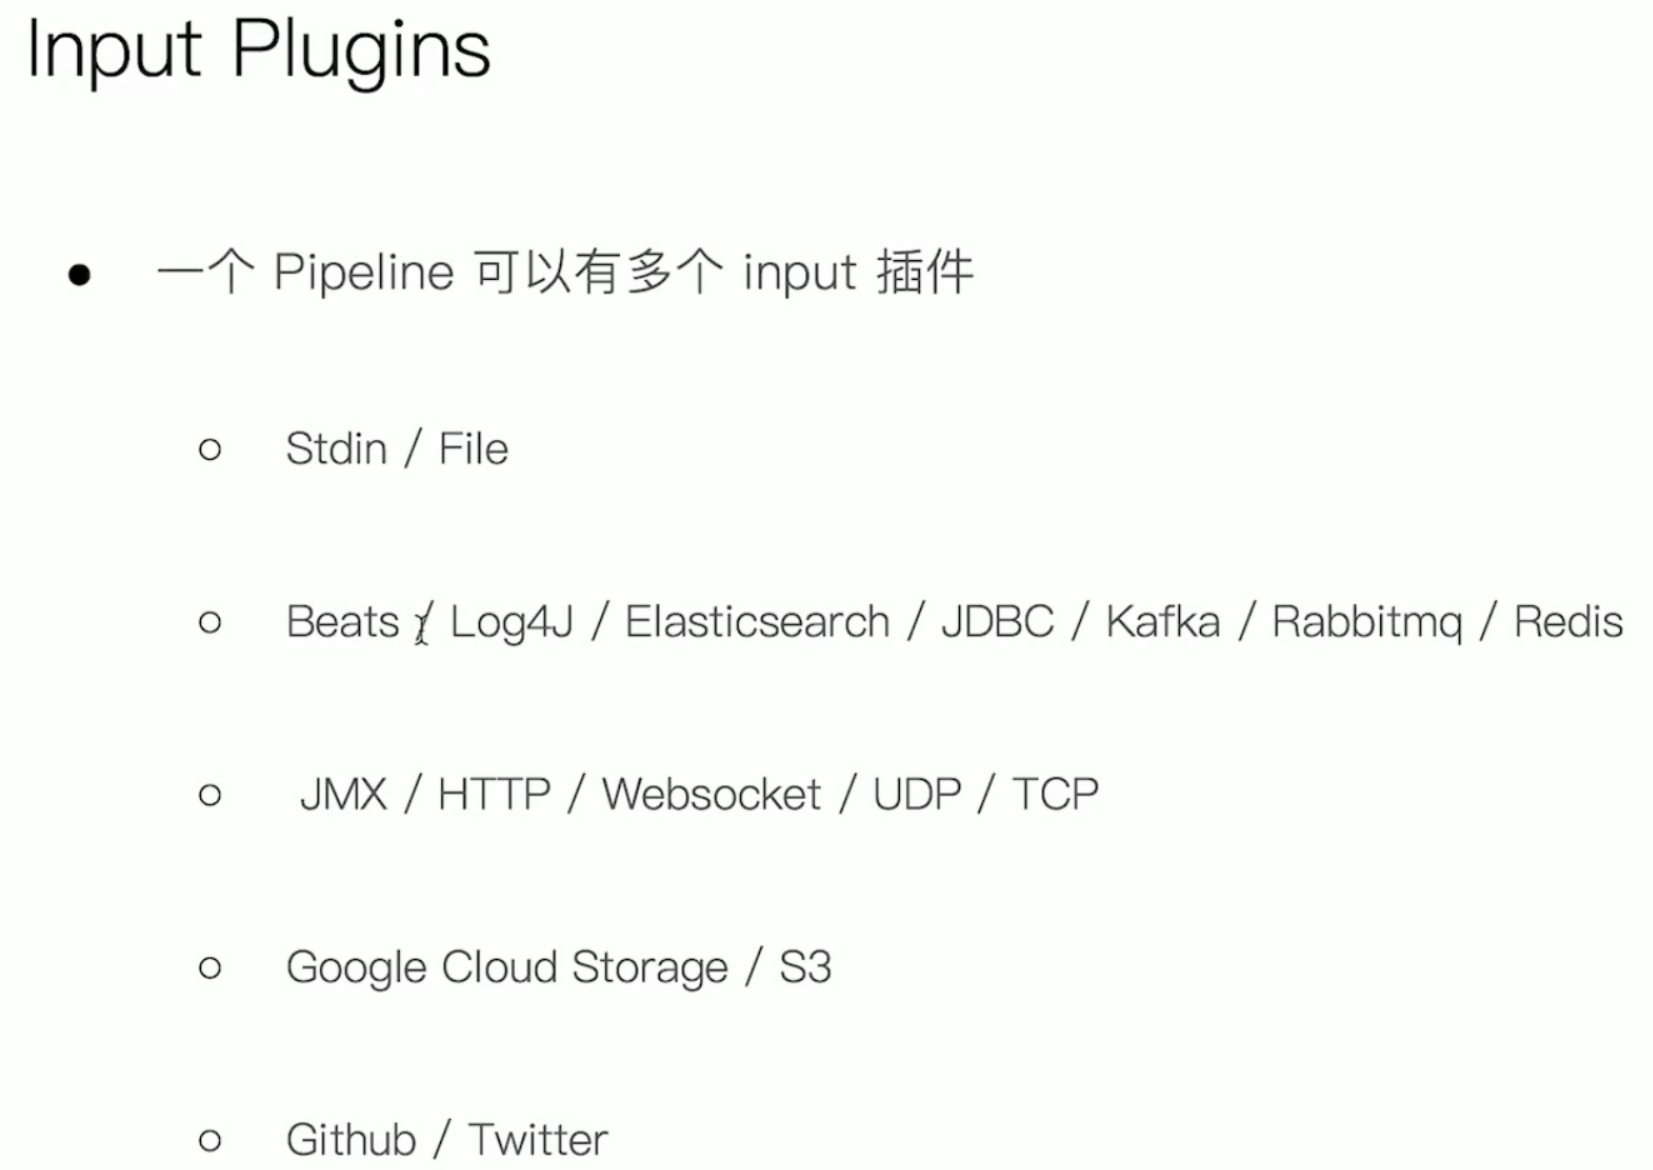 Input Plugins
● 一个 Pipeline 可以有多个 input 插件
○ Stdin / File
○ Beats / Log4J / Elasticsearch / JDBC / Kafka / Rabbitmq / Redis
○ JMX / HTTP / Websocket / UDP / TCP
○ Google Cloud Storage / S3
○ Github / Twitter